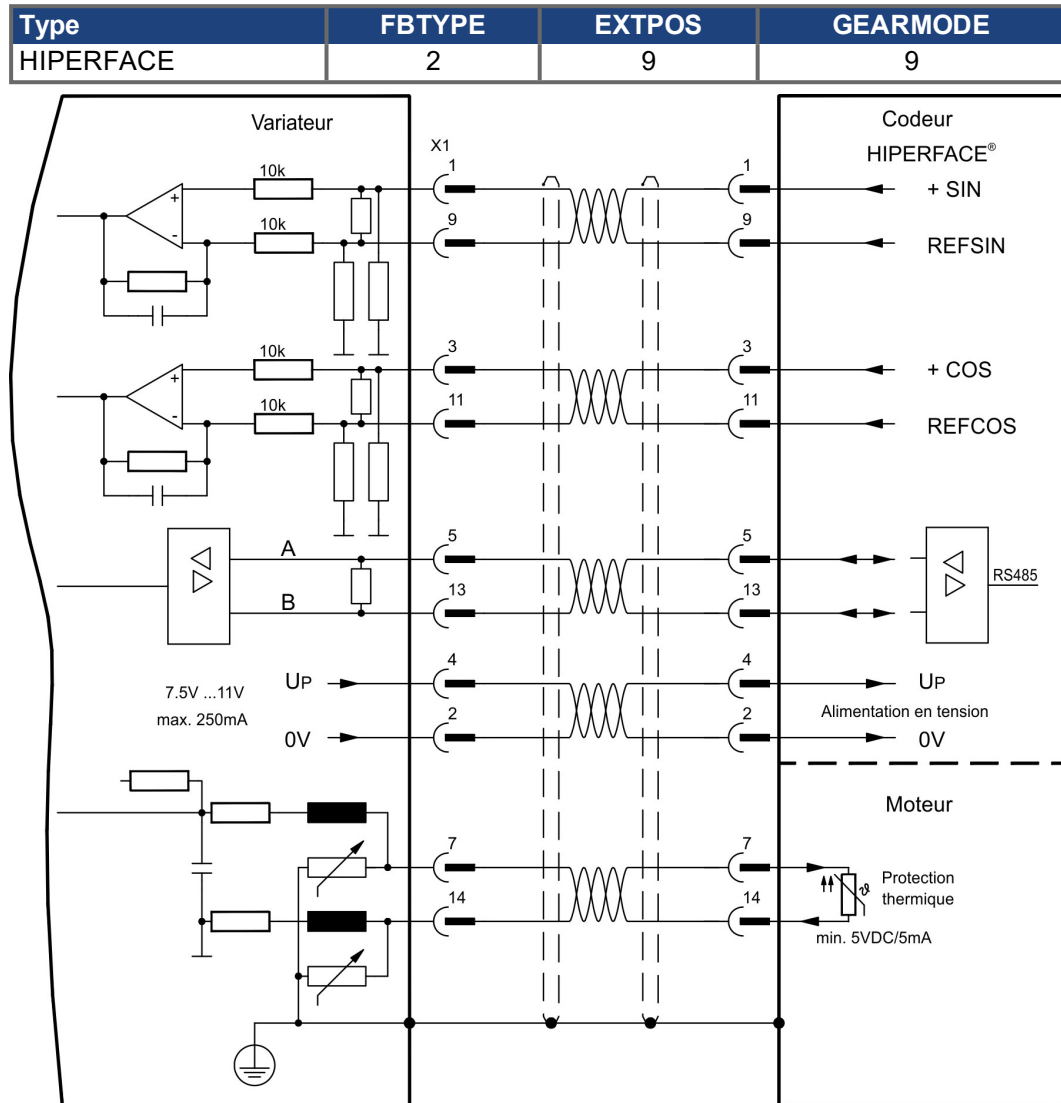 Type FBTYPE EXTPOS GEARMODE
HIPERFACE 2 9 9
Variateur
X1
Codeur
HIPERFACE®
10k
+
-
10k
1
9
1
9
+ SIN
REFSIN
10k
+
-
10k
3
11
3
11
+ COS
REFCOS
A
B
5
13
5
13
RS485
7.5V ...11V
max. 250mA
UP
0V
4
2
4
2
UP
Alimentation en tension
0V
Moteur
7
14
7
14
Protection
thermique
ϑ
min. 5VDC/5mA